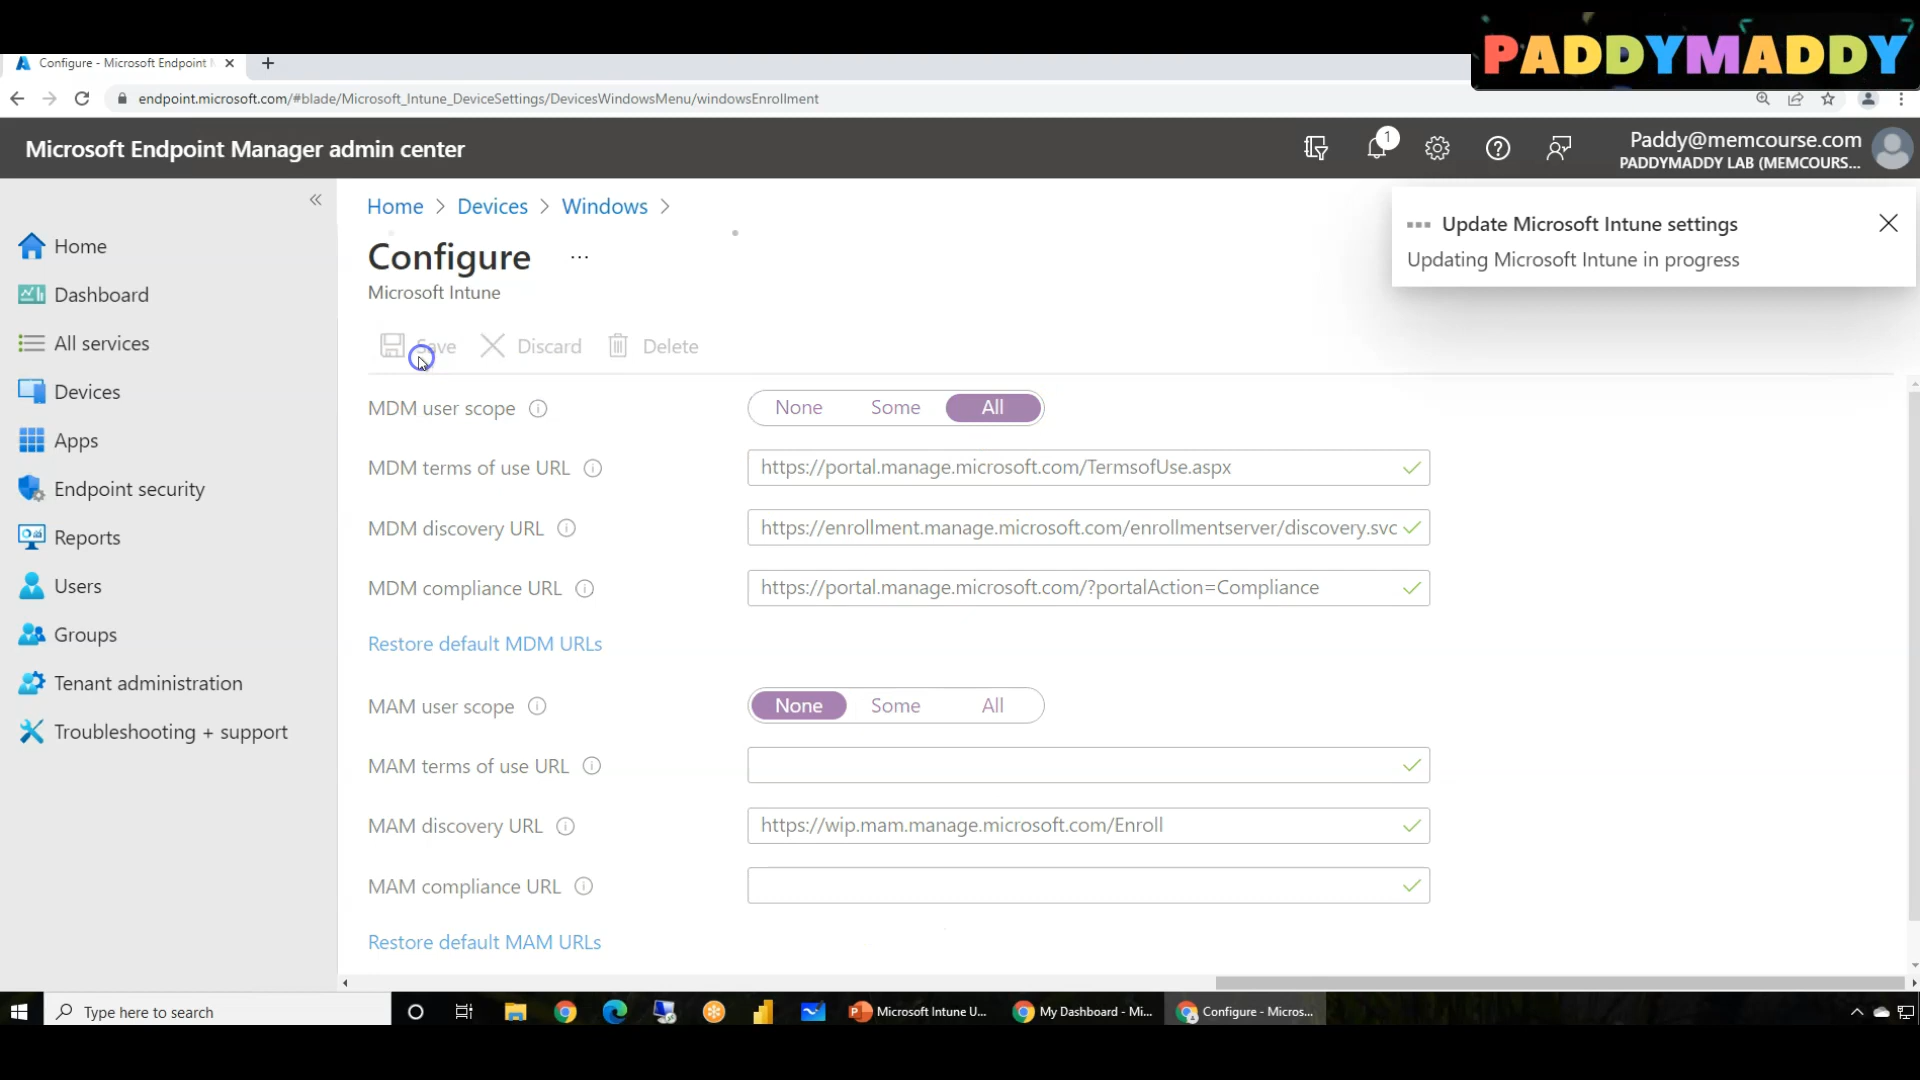 PADDYMADDY
Configure - Microsoft Endpoint M
endpoint.microsoft.com/#blade/Microsoft_Intune_DeviceSettings/DevicesWindowsMenu/windowsEnrollment
Microsoft Endpoint Manager admin center
1
Paddy@memcourse.com
PADDYMADDY LAB (MEMCOURS...
Home
Dashboard
All services
Devices
Apps
Endpoint security
Reports
Users
Groups
Tenant administration
Troubleshooting + support
Home > Devices > Windows >
Configure ...
Microsoft Intune
Update Microsoft Intune settings
Updating Microsoft Intune in progress
Save Discard Delete
MDM user scope None Some All
MDM terms of use URL https://portal.manage.microsoft.com/TermsofUse.aspx
MDM discovery URL https://enrollment.manage.microsoft.com/enrollmentserver/discovery.svc
MDM compliance URL https://portal.manage.microsoft.com/?portalAction=Compliance
Restore default MDM URLs
MAM user scope None Some All
MAM terms of use URL
MAM discovery URL https://wip.mam.manage.microsoft.com/Enroll
MAM compliance URL
Restore default MAM URLs
Type here to search
Microsoft Intune U...
My Dashboard - Mi...
Configure - Micros...